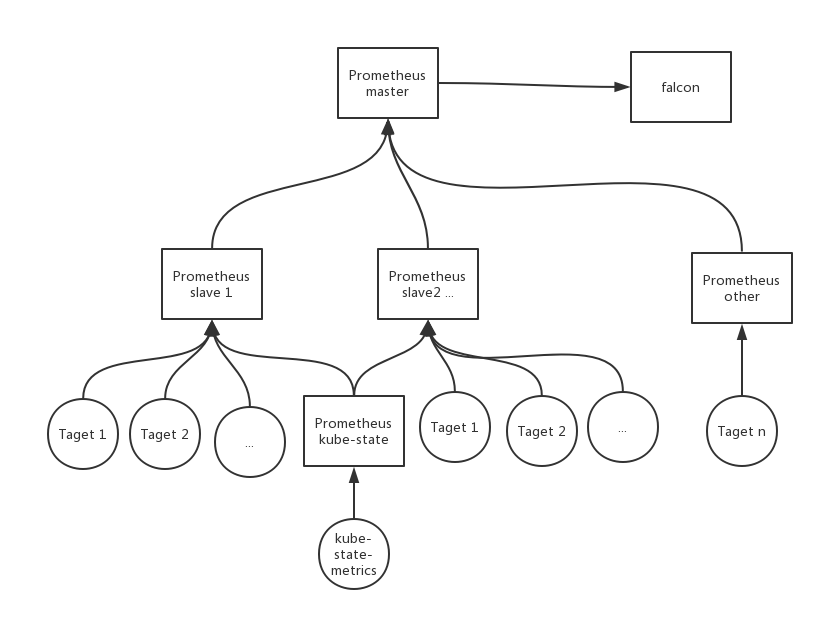 Prometheus
master
falcon
Prometheus
slave 1
Prometheus
slave2 ...
Prometheus
other
Taget 1
Taget 2
...
Prometheus
kube-state
Taget 1
Taget 2
...
Taget n
kube-
state-
metrics